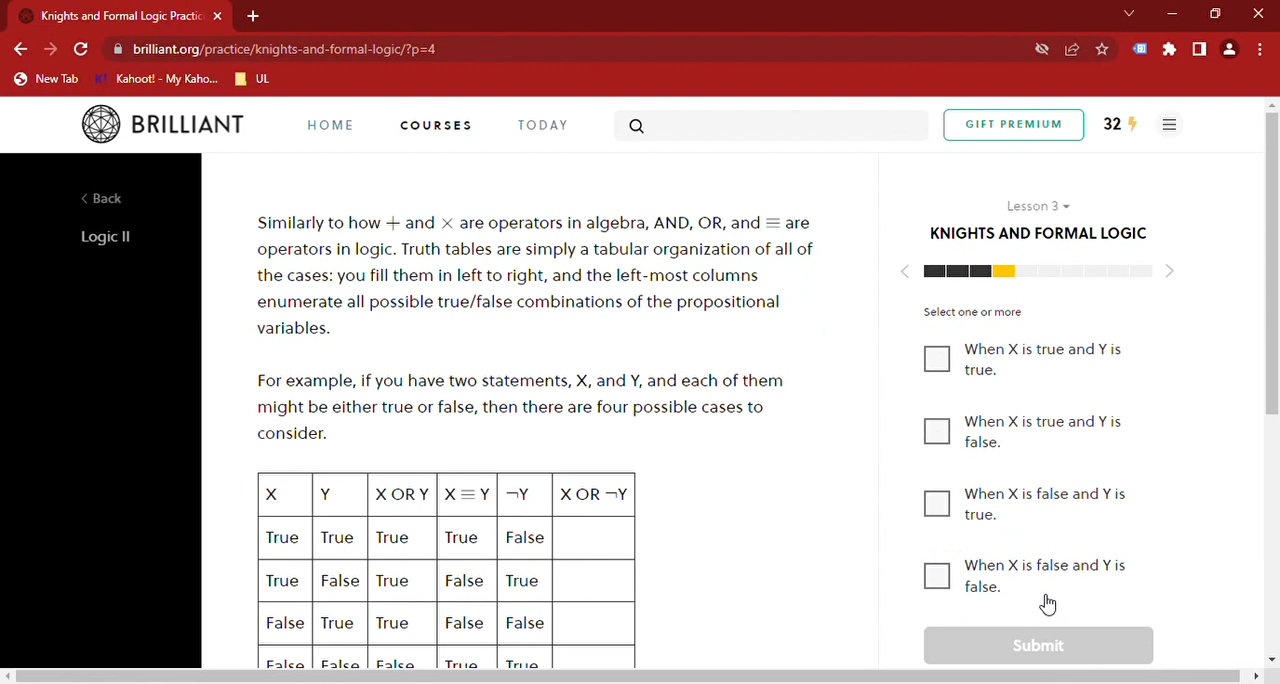 Knights and Formal Logic Practic
brilliant.org/practice/knights-and-formal-logic/?p=4
New Tab
Kahoot! - My Kaho...
UL
BRILLIANT
HOME
COURSES
TODAY
GIFT PREMIUM
32
Back
Logic II
Similarly to how + and × are operators in algebra, AND, OR, and ≡ are
operators in logic. Truth tables are simply a tabular organization of all of
the cases: you fill them in left to right, and the left-most columns
enumerate all possible true/false combinations of the propositional
variables.
For example, if you have two statements, X, and Y, and each of them
might be either true or false, then there are four possible cases to
consider.
X Y X OR Y X ≡ Y ¬Y X OR ¬Y
True True True True False
True False True False True
False True True False False
False False False True True
Lesson 3
KNIGHTS AND FORMAL LOGIC
Select one or more
When X is true and Y is
true.
When X is true and Y is
false.
When X is false and Y is
true.
When X is false and Y is
false.
Submit